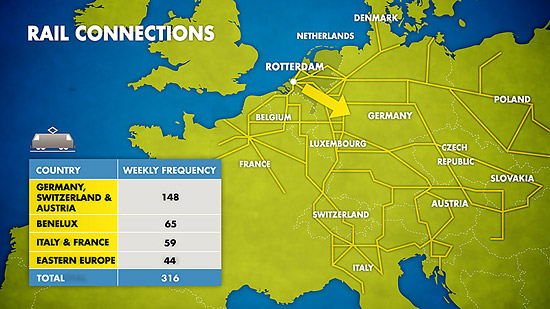 RAIL CONNECTIONS
DENMARK
NETHERLANDS
ROTTERDAM
POLAND
BELGIUM
GERMANY
LUXEMBOURG
CZECH
REPUBLIC
FRANCE
SLOVAKIA
AUSTRIA
SWITZERLAND
ITALY
COUNTRY WEEKLY FREQUENCY
GERMANY,
SWITZERLAND &
AUSTRIA 148
BENELUX 65
ITALY & FRANCE 59
EASTERN EUROPE 44
TOTAL 316